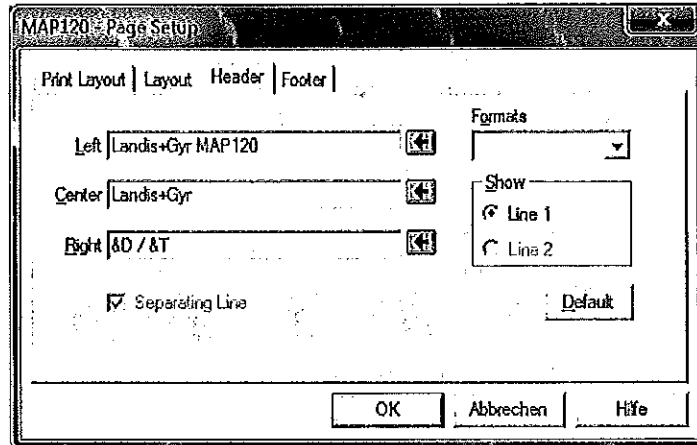 MAP120 - Page Setup
Print Layout Layout Header Footer
Formats
Left Landis+Gyr MAP120
Center Landis+Gyr
Show
Line 1
Right &D / &T
Line 2
Separating Line
Default
OK Abbrechen Hilfe